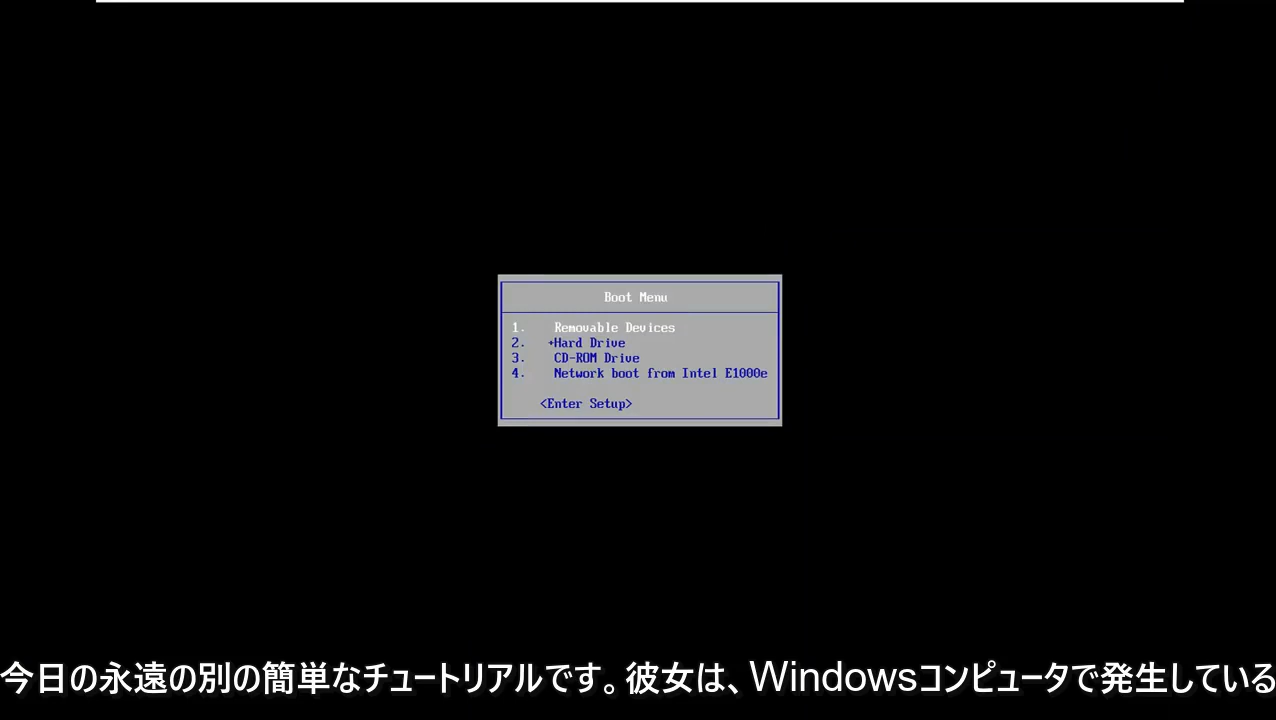 Boot Menu
1. Removable Devices
2. +Hard Drive
3. CD-ROM Drive
4. Network boot from Intel E1000e
<Enter Setup>
今日の永遠の別の簡単なチュートリアルです。彼女は、Windowsコンピュータで発生している